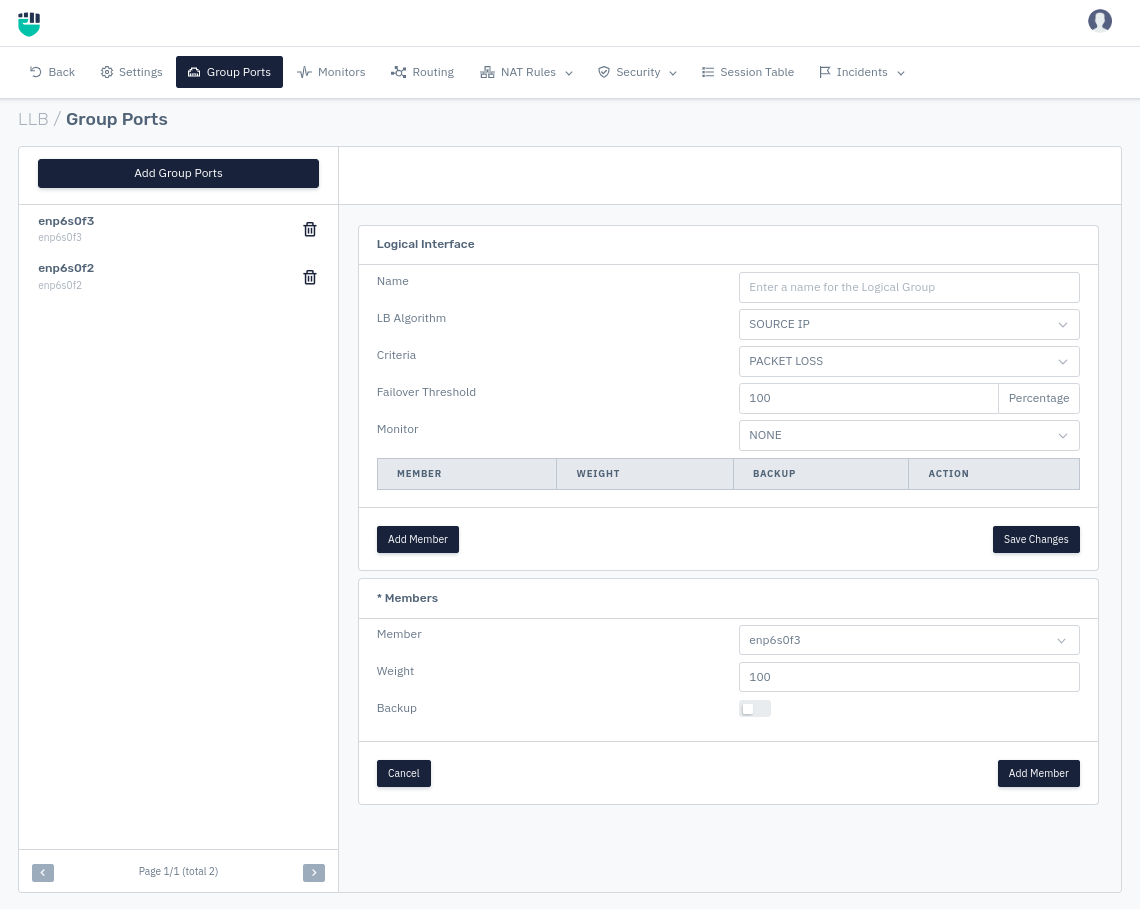 Back
Settings
Group Ports
Monitors
Routing
NAT Rules
Security
Session Table
Incidents
LLB / Group Ports
Add Group Ports
enp6s0f3
enp6s0f3
enp6s0f2
enp6s0f2
Page 1/1 (total 2)
Logical Interface
Name
Enter a name for the Logical Group
LB Algorithm
SOURCE IP
Criteria
PACKET LOSS
Failover Threshold
100
Percentage
Monitor
NONE
MEMBER
WEIGHT
BACKUP
ACTION
Add Member
Save Changes
* Members
Member
enp6s0f3
Weight
100
Backup
Cancel
Add Member